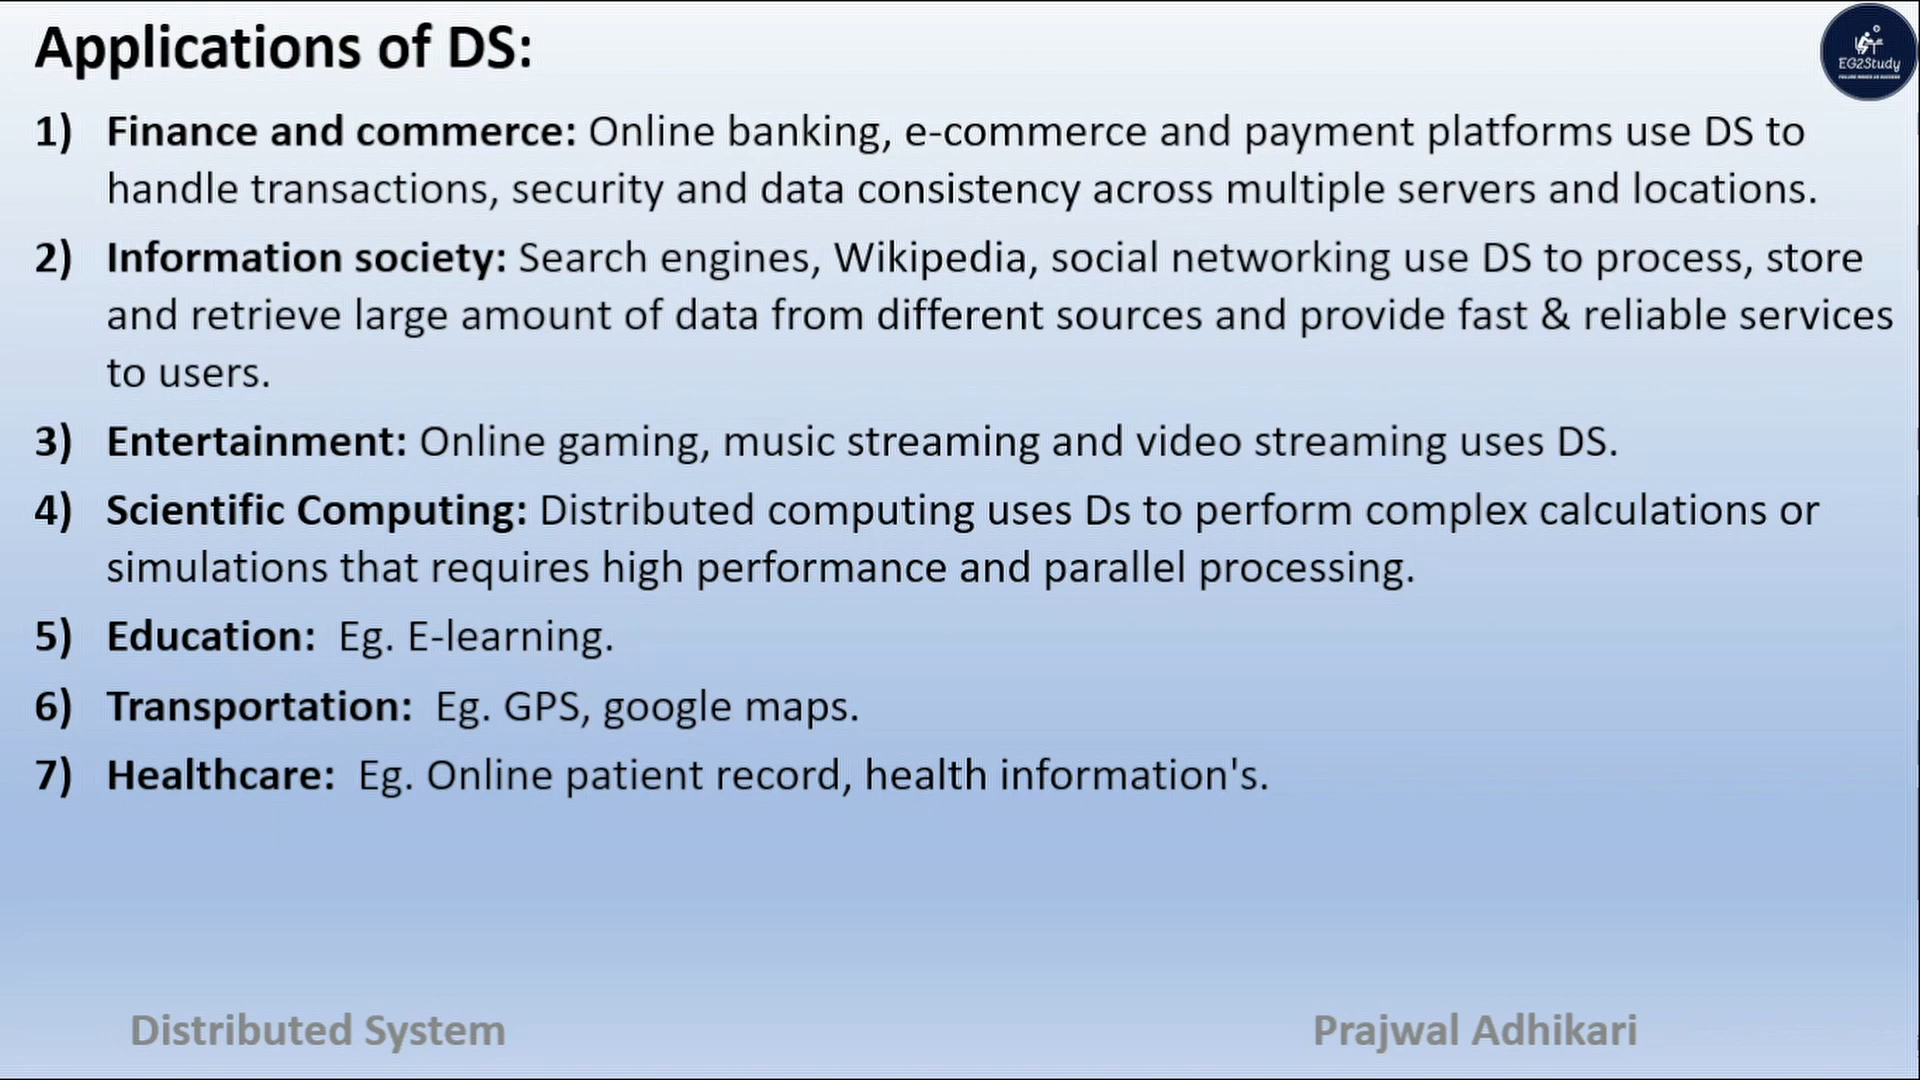 Applications of DS:
EG2Study
FAILURE MAKES US SUCCESS
1) Finance and commerce: Online banking, e-commerce and payment platforms use DS to
handle transactions, security and data consistency across multiple servers and locations.
2) Information society: Search engines, Wikipedia, social networking use DS to process, store
and retrieve large amount of data from different sources and provide fast & reliable services
to users.
3) Entertainment: Online gaming, music streaming and video streaming uses DS.
4) Scientific Computing: Distributed computing uses Ds to perform complex calculations or
simulations that requires high performance and parallel processing.
5) Education: Eg. E-learning.
6) Transportation: Eg. GPS, google maps.
7) Healthcare: Eg. Online patient record, health information's.
Distributed System
Prajwal Adhikari